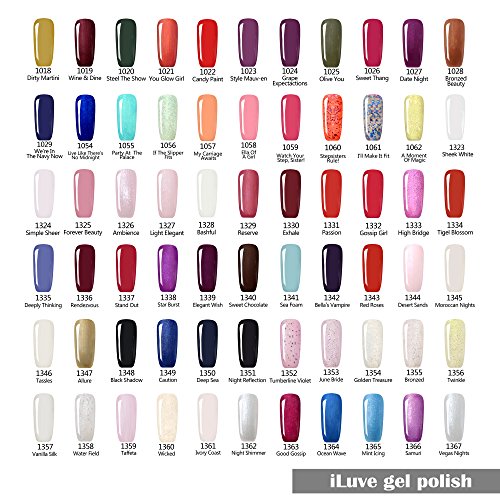 1018 1019 1020 1021 1022 1023 1024 1025 1026 1027 1028
Dirty Martini Wine & Dine Steel The Show You Glow Girl Candy Paint Style Mauv-en Grape Expectactions Olive You Sweet Thang Date Night Bronzed Beauty
1029 1054 1055 1056 1057 1058 1059 1060 1061 1062 1323
We're In The Navy Now Live Like There's No Midnight Party At The Palace If The Slipper Fits My Carriage Awaits Ella Of A Girl Watch Your Step, Sister! Stepsisters Rule! I'll Make It Fit A Moment Of Magic Sheek White
1324 1325 1326 1327 1328 1329 1330 1331 1332 1333 1334
Simple Sheer Forever Beauty Ambience Light Elegant Bashful Reserve Exhale Passion Gossip Girl High Bridge Tigel Blossom
1335 1336 1337 1338 1339 1340 1341 1342 1343 1344 1345
Deeply Thinking Rendezvous Stand Out Star Burst Elegant Wish Sweet Chocolate Sea Foam Bella's Vampire Red Roses Desert Sands Moroccan Nights
1346 1347 1348 1349 1350 1351 1352 1353 1354 1355 1356
Tassles Allure Black Shadow Caution Deep Sea Night Reflection Tumberline Violet June Bride Golden Treasure Bronzed Twinkle
1357 1358 1359 1360 1361 1362 1363 1364 1365 1366 1367
Vanilla Silk Water Field Taffeta Wicked Ivory Coast Night Shimmer Good Gossip Ocean Wave Mint Icing Samuri Vegas Nights
iLuve gel polish